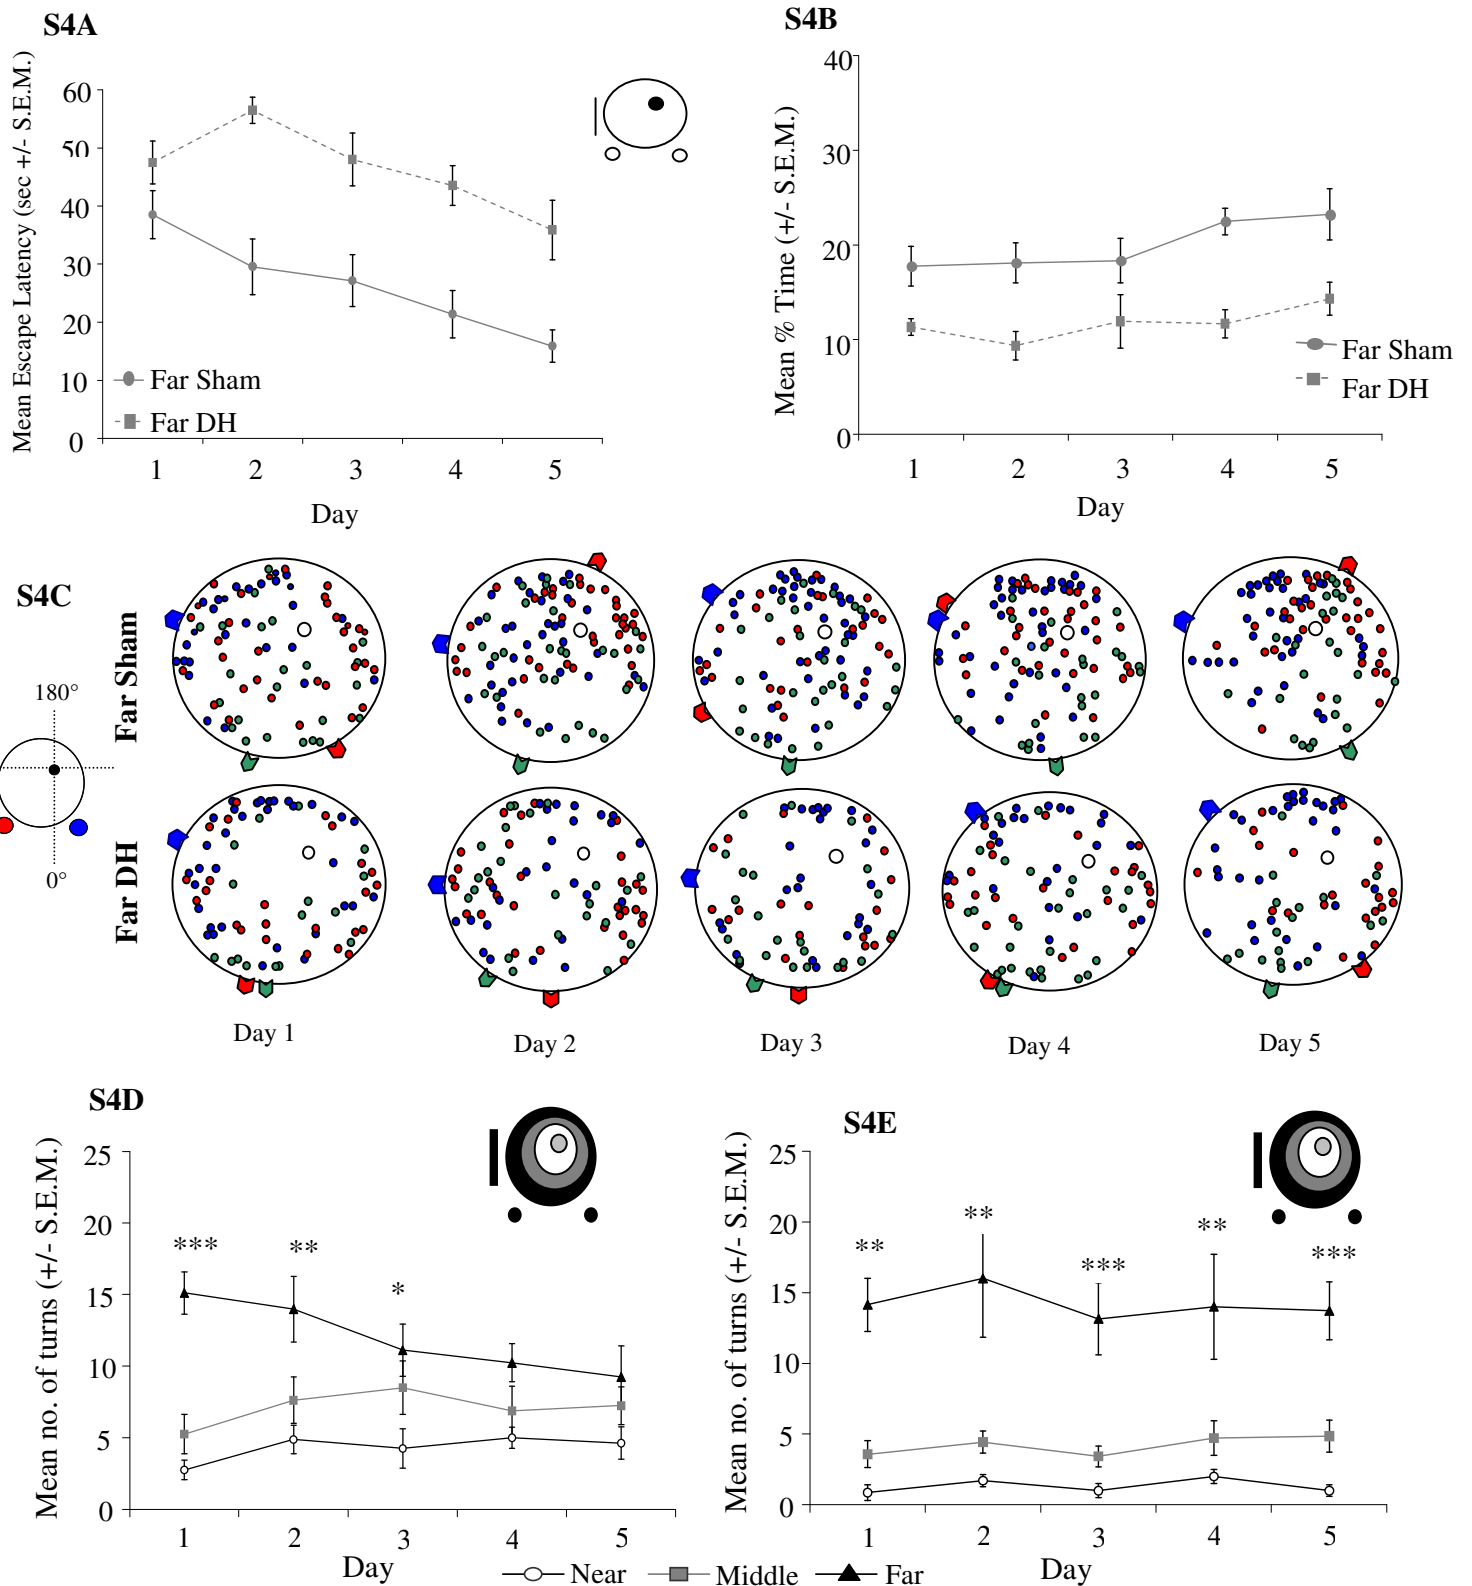 S4A
S4B
Mean Escape Latency (sec +/- S.E.M.)
60
50
40
30
20
10
0
Far Sham
Far DH
1 2 3 4 5
Day
Mean % Time (+/- S.E.M.)
40
30
20
10
0
Far Sham
Far DH
1 2 3 4 5
Day
S4C
180°
0°
Far Sham
Far DH
Day 1 Day 2 Day 3 Day 4 Day 5
S4D
Mean no. of turns (+/- S.E.M.)
25
20
15
10
5
0
*** ** *
1 2 3 4 5
Day
S4E
Mean no. of turns (+/- S.E.M.)
25
20
15
10
5
0
** ** *** ** ***
1 2 3 4 5
Day
Near Middle Far